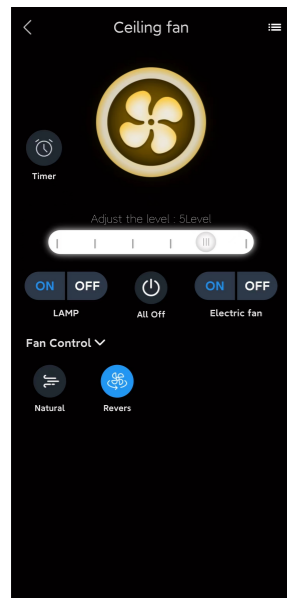 Ceiling fan
Timer
Adjust the level : 5Level
ON OFF
ON OFF
LAMP
All Off
Electric fan
Fan Control
Natural
Revers